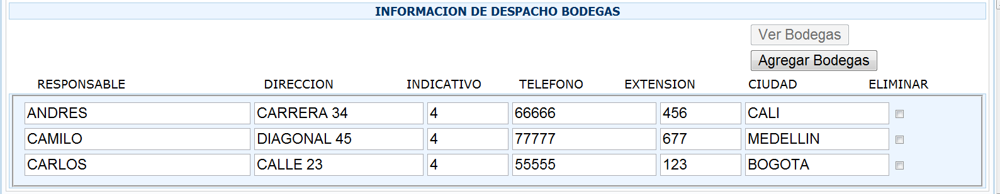 INFORMACION DE DESPACHO BODEGAS
Ver Bodegas
Agregar Bodegas
RESPONSABLE DIRECCION INDICATIVO TELEFONO EXTENSION CIUDAD ELIMINAR
ANDRES CARRERA 34 4 66666 456 CALI
CAMILO DIAGONAL 45 4 77777 677 MEDELLIN
CARLOS CALLE 23 4 55555 123 BOGOTA